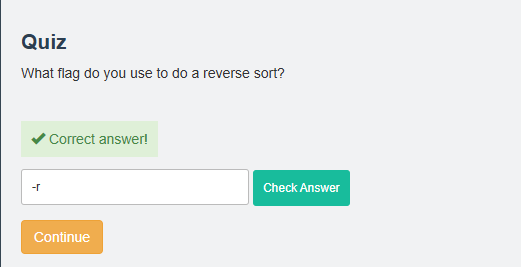 Quiz
What flag do you use to do a reverse sort?
✔ Correct answer!
-r
Check Answer
Continue